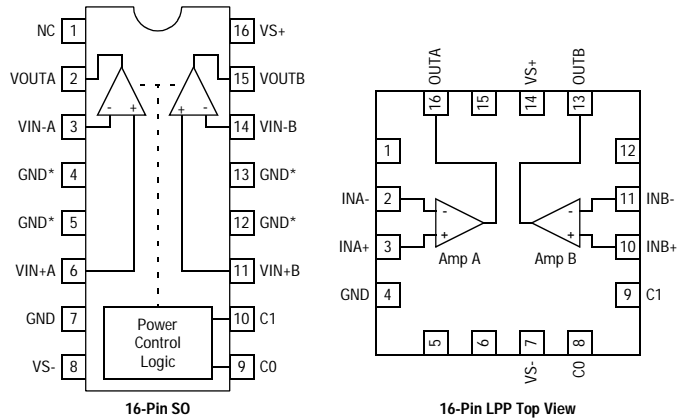 NC 1 16 VS+
VOUTA 2 15 VOUTB
- + + -
VIN-A 3 14 VIN-B
GND* 4 13 GND*
GND* 5 12 GND*
VIN+A 6 11 VIN+B
GND 7 10 C1
Power
Control
Logic
VS- 8 9 C0
16-Pin SO
OUTA VS+ OUTB
16 15 14 13
1 12
INA- 2 - - 11 INB-
INA+ 3 + + 10 INB+
Amp A Amp B
GND 4 9 C1
5 6 7 8
VS- C0
16-Pin LPP Top View